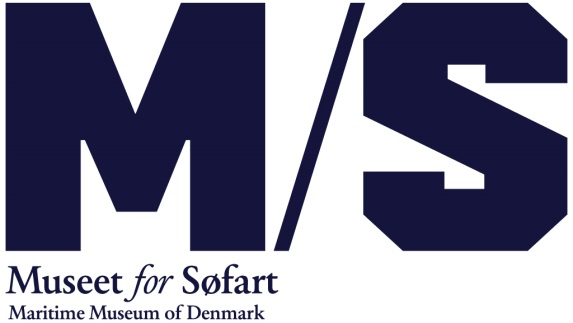 M/S
Museet for Søfart
Maritime Museum of Denmark